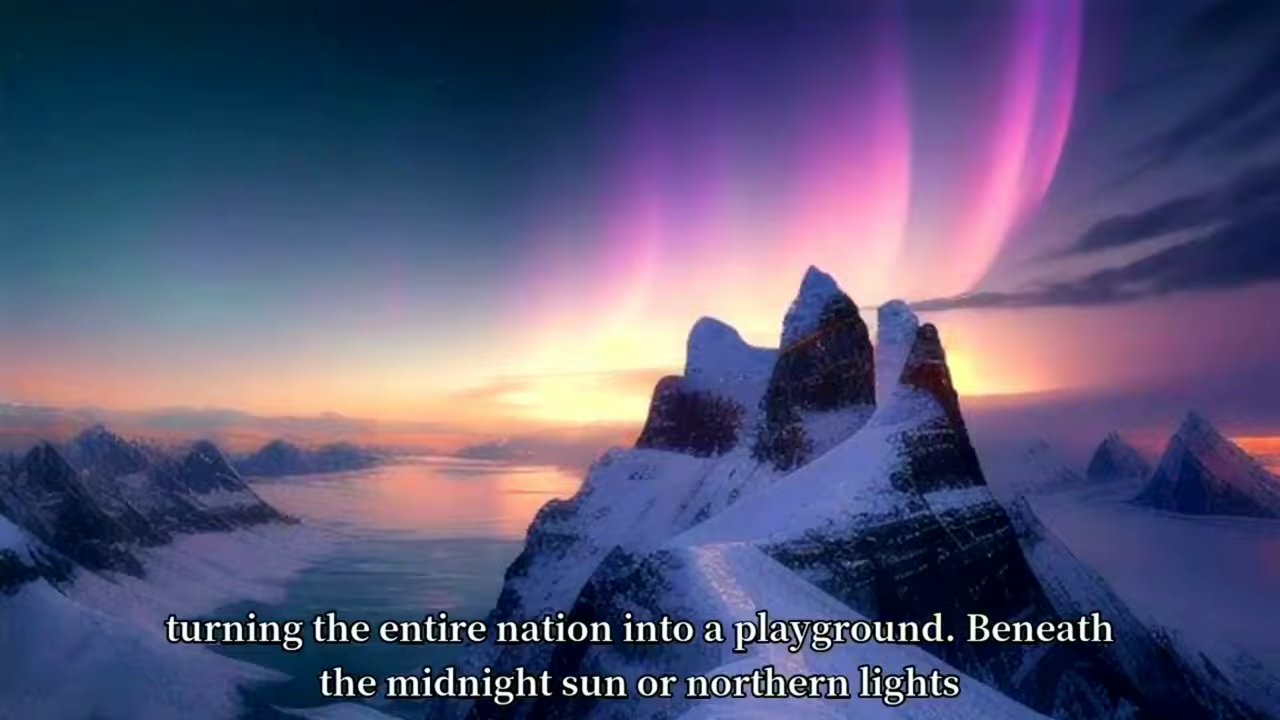 turning the entire nation into a playground. Beneath
the midnight sun or northern lights